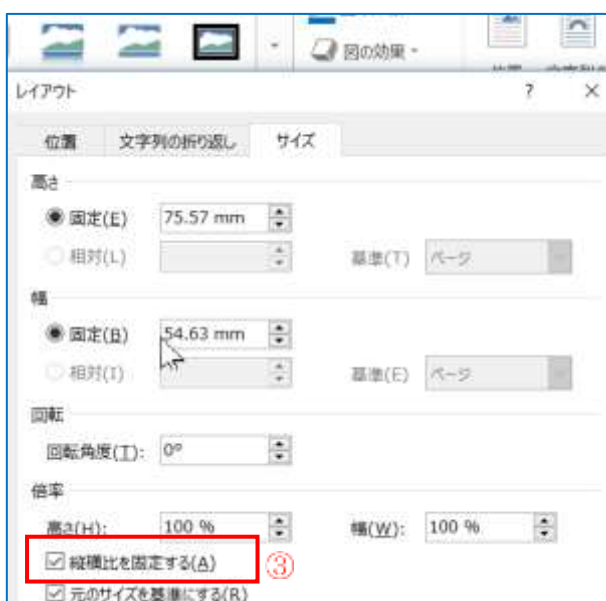 図の効果
レイアウト ? ×
位置 文字列の折り返し サイズ
高さ
固定(E) 75.57 mm
相対(L) 基準(T) ページ
幅
固定(B) 54.63 mm
相対(I) 基準(E) ページ
回転
回転角度(T): 0°
倍率
高さ(H): 100 % 幅(W): 100 %
縦横比を固定する(A) ③
元のサイズを基準にする(R)